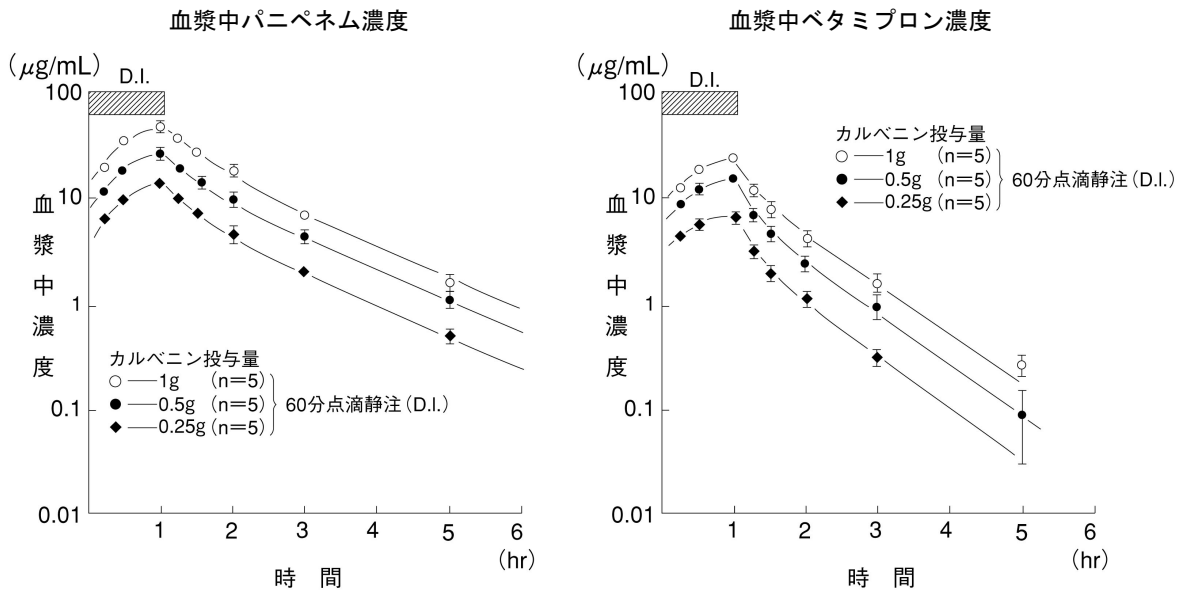 血漿中パニペネム濃度
(μg/mL)
D.I.
100
10
1
0.1
0.01
血漿中濃度
カルベニン投与量
1g (n=5)
0.5g (n=5)
0.25g (n=5)
60分点滴静注(D.I.)
1 2 3 4 5 6
(hr)
時 間
血漿中ベタミプロン濃度
(μg/mL)
D.I.
100
10
1
0.1
0.01
血漿中濃度
カルベニン投与量
1g (n=5)
0.5g (n=5)
0.25g (n=5)
60分点滴静注(D.I.)
1 2 3 4 5 6
(hr)
時 間